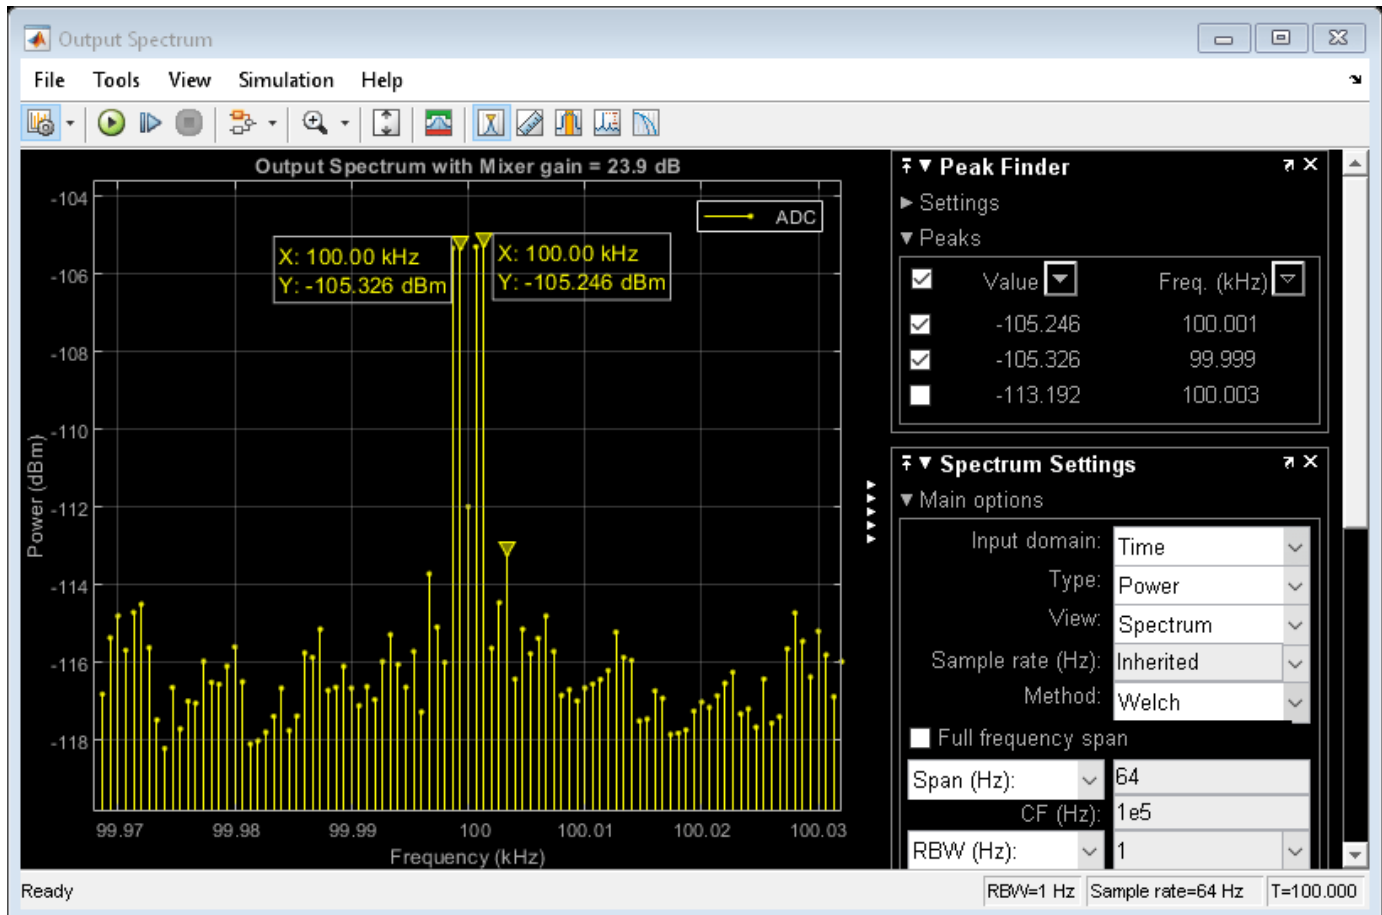 Output Spectrum
File Tools View Simulation Help
Output Spectrum with Mixer gain = 23.9 dB
ADC
X: 100.00 kHz
Y: -105.326 dBm
X: 100.00 kHz
Y: -105.246 dBm
-104
-106
-108
-110
-112
-114
-116
-118
Power (dBm)
99.97 99.98 99.99 100 100.01 100.02 100.03
Frequency (kHz)
Peak Finder
Settings
Peaks
Value Freq. (kHz)
-105.246 100.001
-105.326 99.999
-113.192 100.003
Spectrum Settings
Main options
Input domain: Time
Type: Power
View: Spectrum
Sample rate (Hz): Inherited
Method: Welch
Full frequency span
Span (Hz): 64
CF (Hz): 1e5
RBW (Hz): 1
Ready RBW=1 Hz Sample rate=64 Hz T=100.000